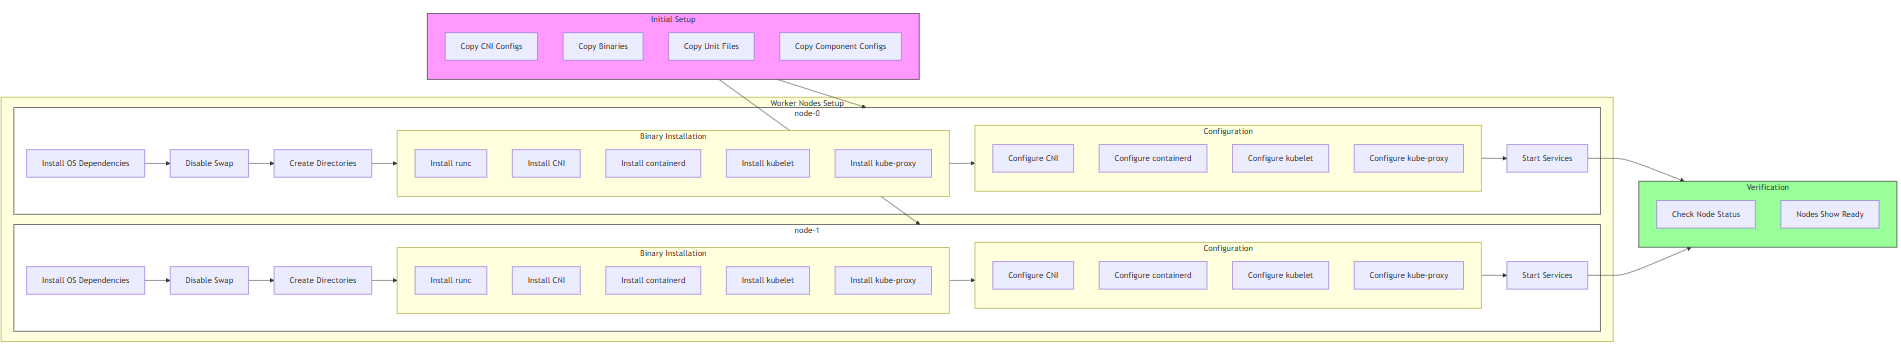 Initial Setup
Copy CNI Configs
Copy Binaries
Copy Unit Files
Copy Component Configs
Worker Nodes Setup
node-0
Install OS Dependencies
Disable Swap
Create Directories
Binary Installation
Install runc
Install CNI
Install containerd
Install kubelet
Install kube-proxy
Configuration
Configure CNI
Configure containerd
Configure kubelet
Configure kube-proxy
Start Services
node-1
Install OS Dependencies
Disable Swap
Create Directories
Binary Installation
Install runc
Install CNI
Install containerd
Install kubelet
Install kube-proxy
Configuration
Configure CNI
Configure containerd
Configure kubelet
Configure kube-proxy
Start Services
Verification
Check Node Status
Nodes Show Ready